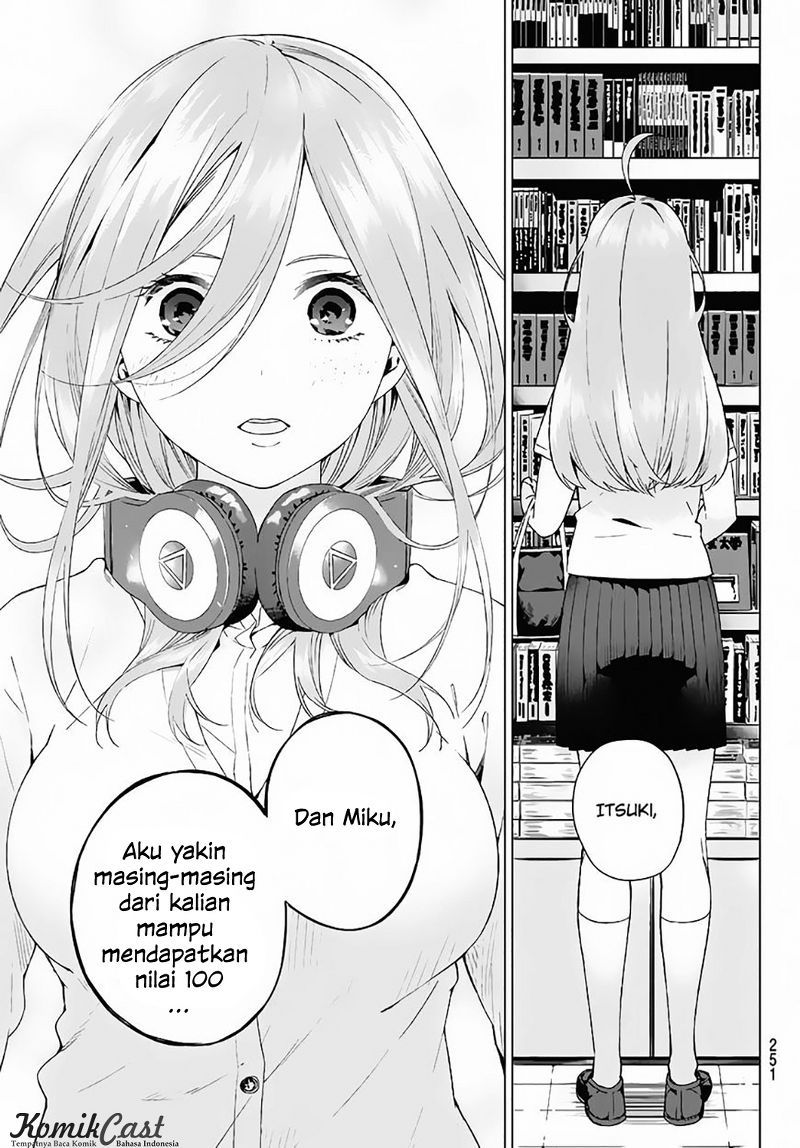 ITSUKI,
Dan Miku,
Aku yakin
masing-masing
dari kalian
mampu
mendapatkan
nilai 100
...
251
KomikCast
Tempatnya Baca Komik Bahasa Indonesia